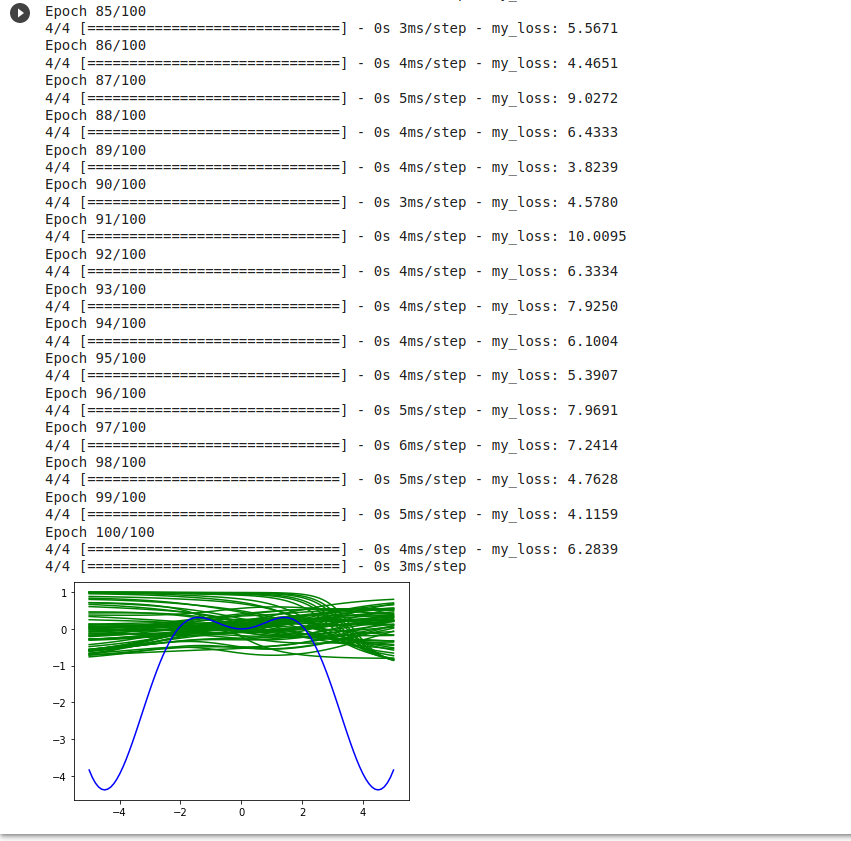 Epoch 85/100
4/4 [==============================] - 0s 3ms/step - my_loss: 5.5671
Epoch 86/100
4/4 [==============================] - 0s 4ms/step - my_loss: 4.4651
Epoch 87/100
4/4 [==============================] - 0s 5ms/step - my_loss: 9.0272
Epoch 88/100
4/4 [==============================] - 0s 4ms/step - my_loss: 6.4333
Epoch 89/100
4/4 [==============================] - 0s 4ms/step - my_loss: 3.8239
Epoch 90/100
4/4 [==============================] - 0s 3ms/step - my_loss: 4.5780
Epoch 91/100
4/4 [==============================] - 0s 4ms/step - my_loss: 10.0095
Epoch 92/100
4/4 [==============================] - 0s 4ms/step - my_loss: 6.3334
Epoch 93/100
4/4 [==============================] - 0s 4ms/step - my_loss: 7.9250
Epoch 94/100
4/4 [==============================] - 0s 4ms/step - my_loss: 6.1004
Epoch 95/100
4/4 [==============================] - 0s 4ms/step - my_loss: 5.3907
Epoch 96/100
4/4 [==============================] - 0s 5ms/step - my_loss: 7.9691
Epoch 97/100
4/4 [==============================] - 0s 6ms/step - my_loss: 7.2414
Epoch 98/100
4/4 [==============================] - 0s 5ms/step - my_loss: 4.7628
Epoch 99/100
4/4 [==============================] - 0s 5ms/step - my_loss: 4.1159
Epoch 100/100
4/4 [==============================] - 0s 4ms/step - my_loss: 6.2839
4/4 [==============================] - 0s 3ms/step
1
0
−1
−2
−3
−4
−4 −2 0 2 4